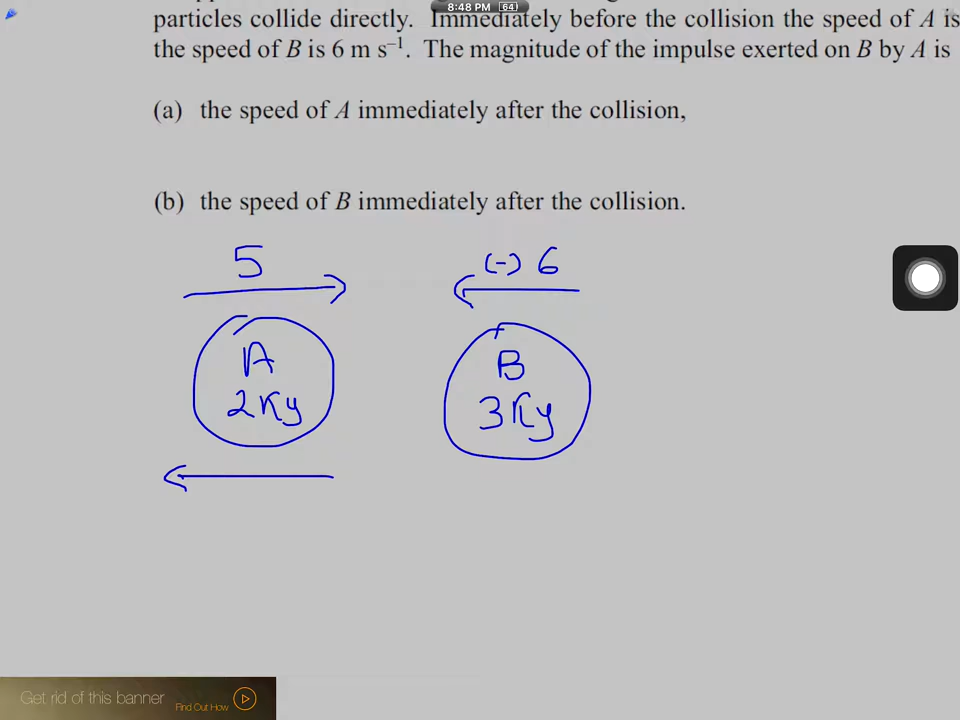 8:48 PM 64
particles collide directly. Immediately before the collision the speed of A is
the speed of B is 6 m s⁻¹. The magnitude of the impulse exerted on B by A is
(a) the speed of A immediately after the collision,
(b) the speed of B immediately after the collision.
5 (-) 6
A B
2Kg 3Kg
Get rid of this banner
Find Out How